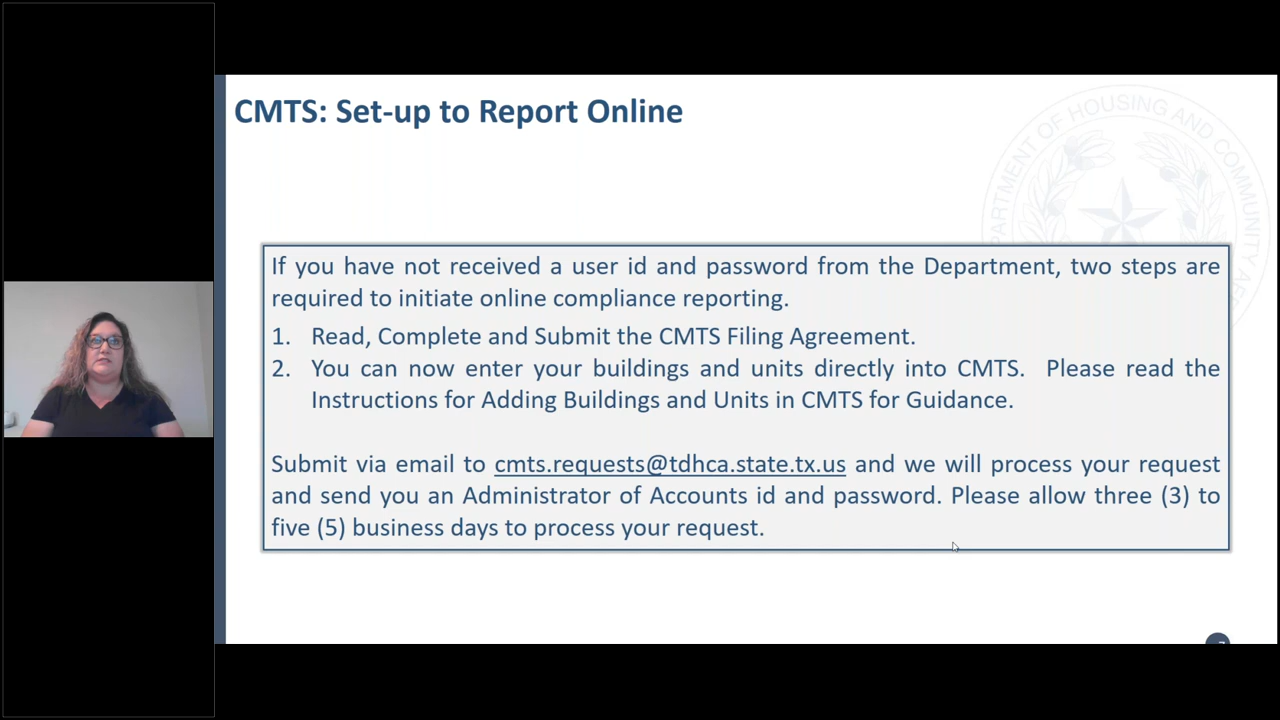 CMTS: Set-up to Report Online
DEPARTMENT OF HOUSING AND COMMUNITY
If you have not received a user id and password from the Department, two steps are
required to initiate online compliance reporting.
1. Read, Complete and Submit the CMTS Filing Agreement.
2. You can now enter your buildings and units directly into CMTS. Please read the
Instructions for Adding Buildings and Units in CMTS for Guidance.
Submit via email to cmts.requests@tdhca.state.tx.us and we will process your request
and send you an Administrator of Accounts id and password. Please allow three (3) to
five (5) business days to process your request.